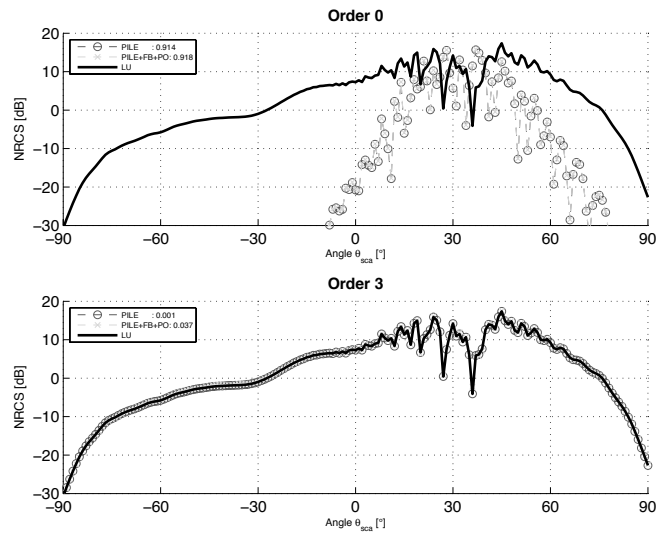 Order 0
PILE : 0.914
PILE+FB+PO: 0.918
LU
NRCS [dB]
20
10
0
−10
−20
−30
−90
−60
−30
0
30
60
90
Angle θsca [°]
Order 3
PILE : 0.001
PILE+FB+PO: 0.037
LU
NRCS [dB]
20
10
0
−10
−20
−30
−90
−60
−30
0
30
60
90
Angle θsca [°]